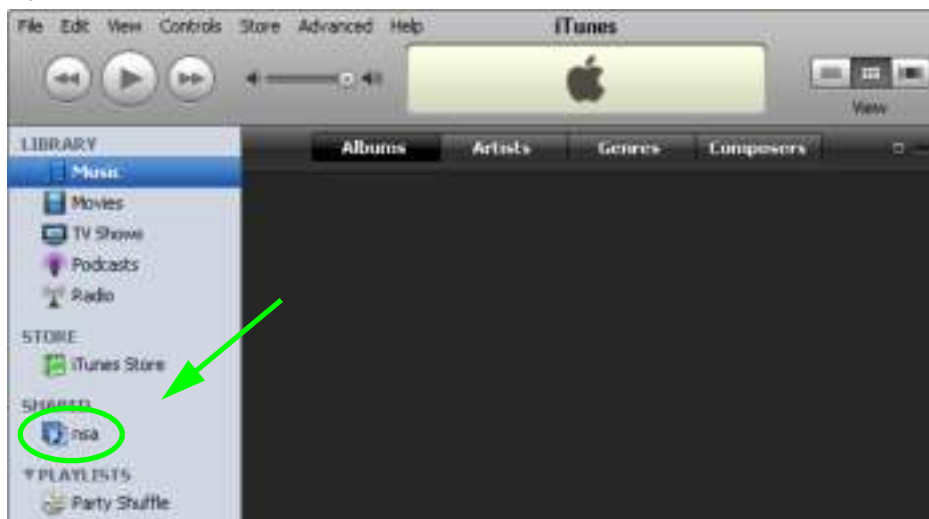 File Edit View Controls Store Advanced Help
iTunes
View
LIBRARY
Albums Artists Genres Composers
Music
Movies
TV Shows
Podcasts
Radio
STORE
iTunes Store
SHARED
nsa
PLAYLISTS
Party Shuffle